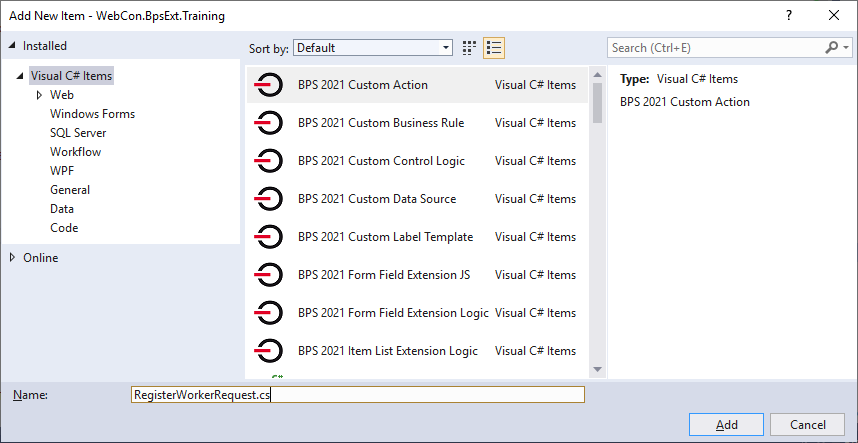 Add New Item - WebCon.BpsExt.Training ? ×
Installed
Sort by: Default
Search (Ctrl+E)
Visual C# Items
Web
Windows Forms
SQL Server
Workflow
WPF
General
Data
Code
Online
BPS 2021 Custom Action Visual C# Items
BPS 2021 Custom Business Rule Visual C# Items
BPS 2021 Custom Control Logic Visual C# Items
BPS 2021 Custom Data Source Visual C# Items
BPS 2021 Custom Label Template Visual C# Items
BPS 2021 Form Field Extension JS Visual C# Items
BPS 2021 Form Field Extension Logic Visual C# Items
BPS 2021 Item List Extension Logic Visual C# Items
C#
Type: Visual C# Items
BPS 2021 Custom Action
Name: RegisterWorkerRequest.cs
Add Cancel